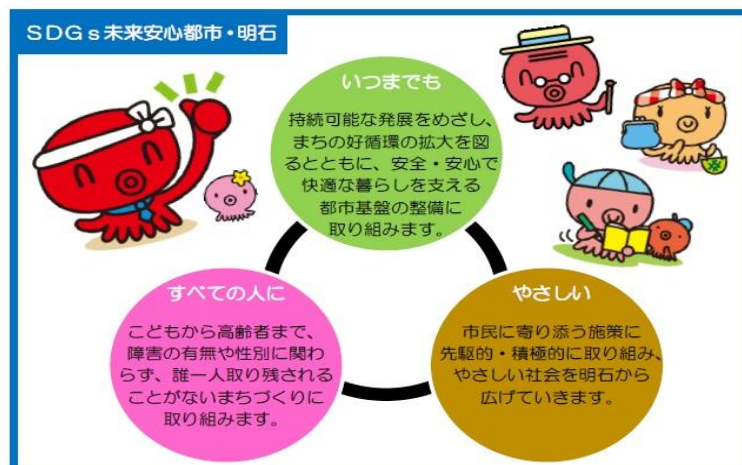 SDGs未来安心都市・明石
いつまでも
持続可能な発展をめざし、
まちの好循環の拡大を図
るとともに、安全・安心で
快適な暮らしを支える
都市基盤の整備に
取り組みます。
すべての人に
こどもから高齢者まで、
障害の有無や性別に関わ
らず、誰一人取り残される
ことがないまちづくりに
取り組みます。
やさしい
市民に寄り添う施策に
先駆的・積極的に取り組み、
やさしい社会を明石から
広げていきます。